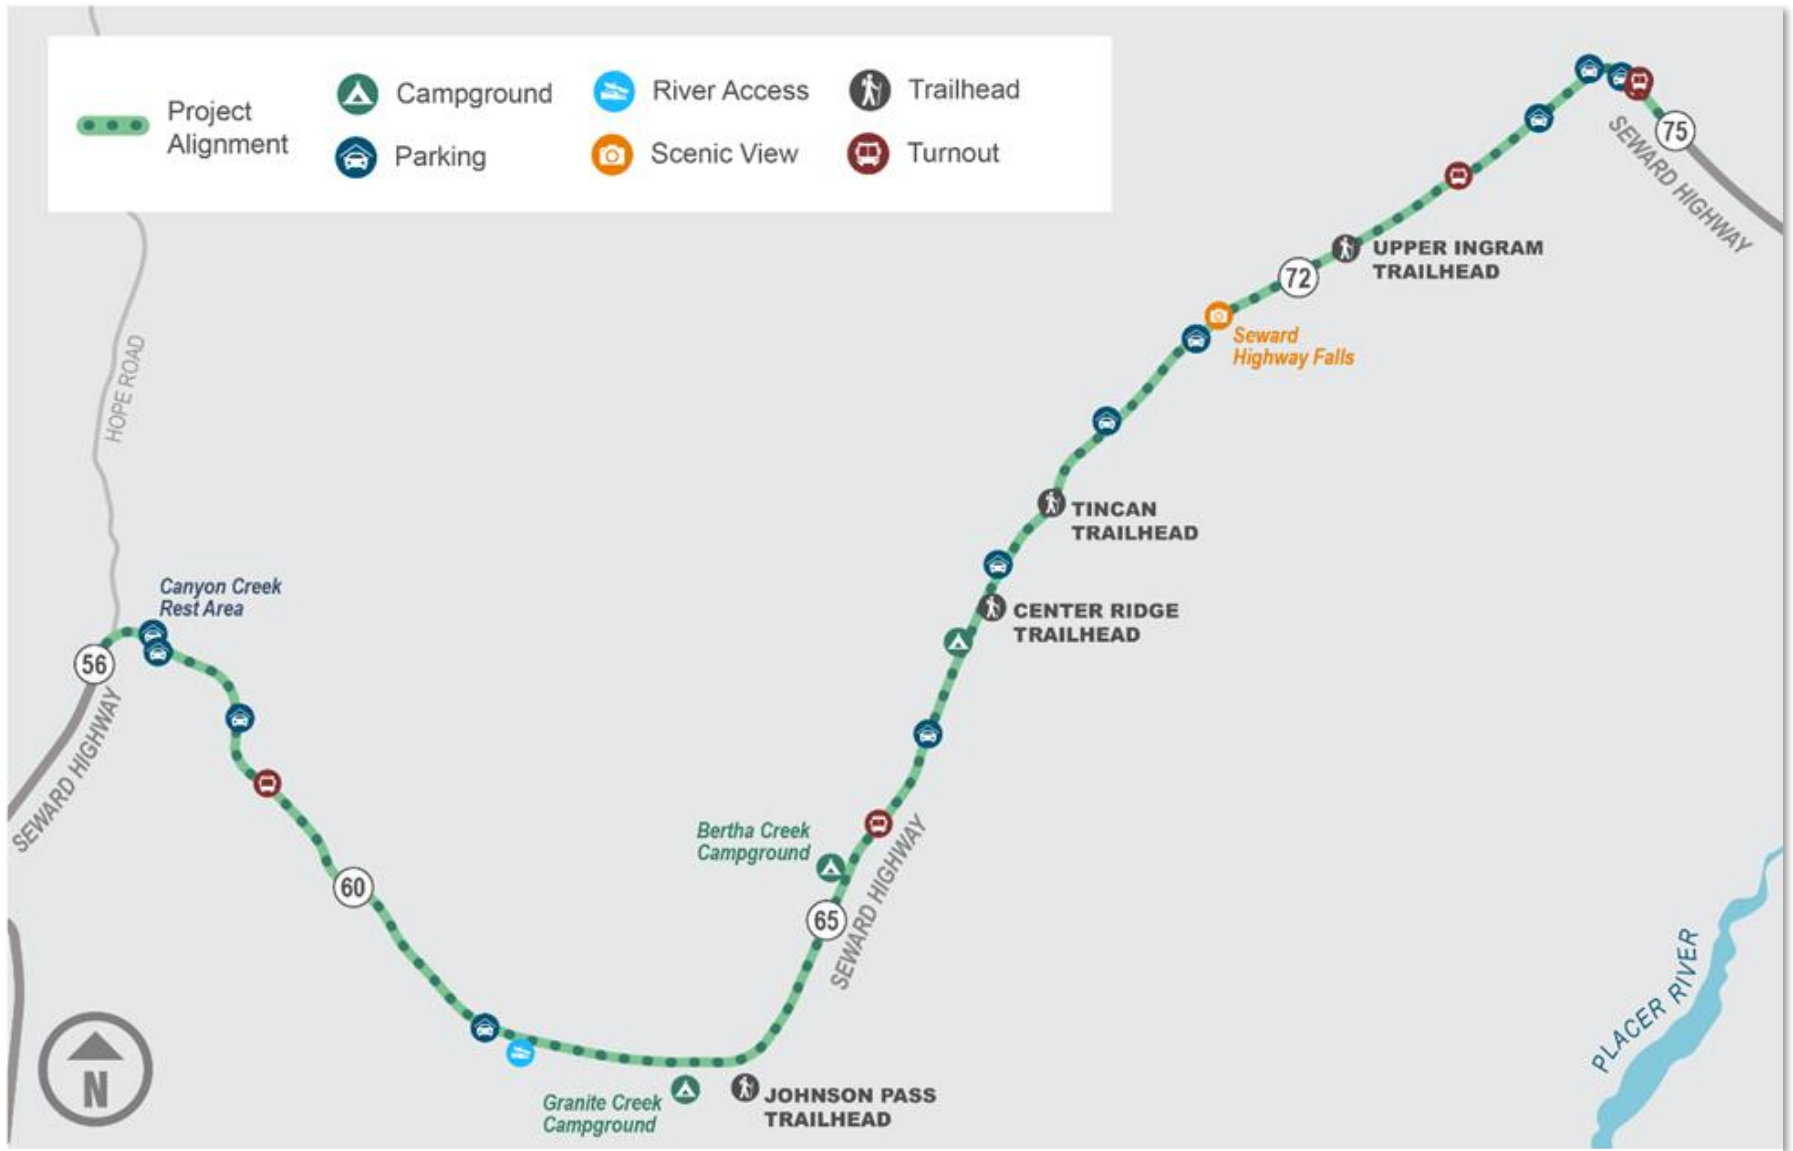 Project
Alignment
Campground
River Access
Trailhead
Parking
Scenic View
Turnout
75
SEWARD HIGHWAY
UPPER INGRAM
TRAILHEAD
72
Seward
Highway Falls
HOPE ROAD
TINCAN
TRAILHEAD
Canyon Creek
Rest Area
CENTER RIDGE
TRAILHEAD
56
SEWARD HIGHWAY
Bertha Creek
Campground
60
65
SEWARD HIGHWAY
PLACER RIVER
N
Granite Creek
Campground
JOHNSON PASS
TRAILHEAD